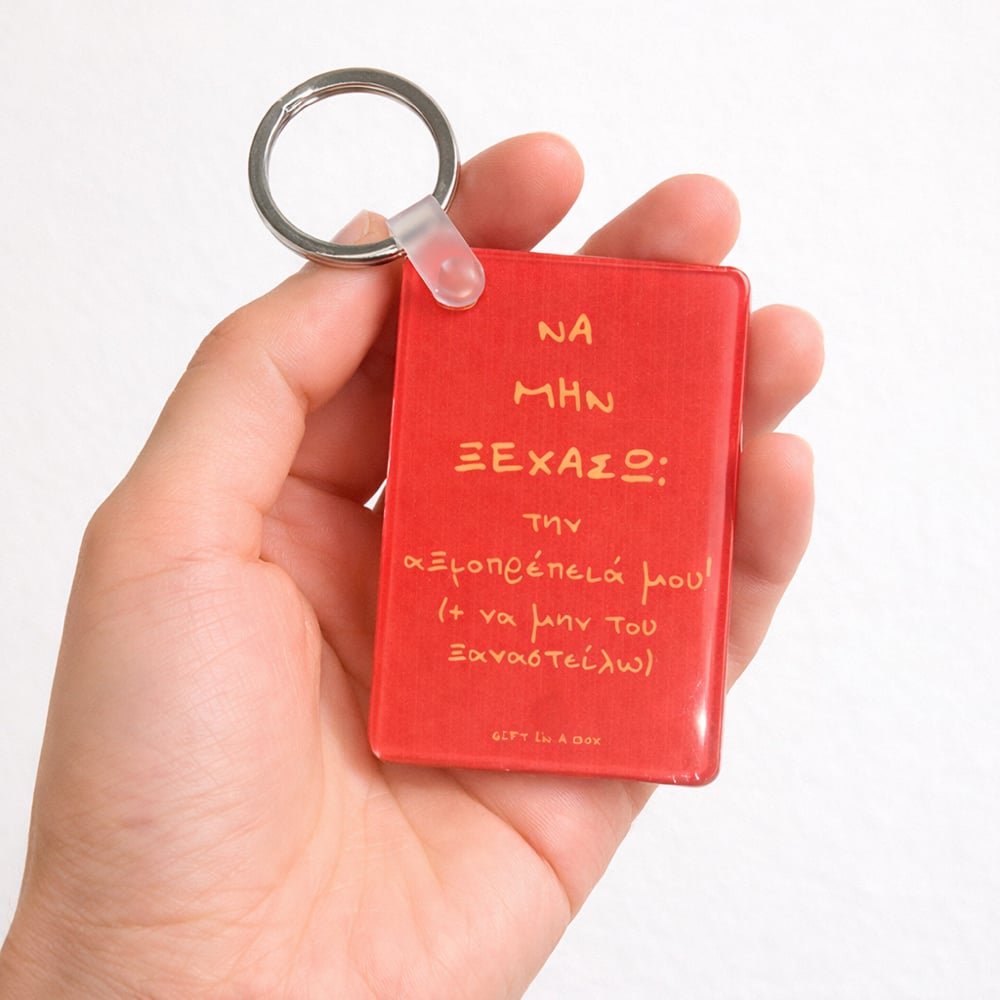 ΝΑ
ΜΗΝ
ΞΕΧΑΣΩ:
την
αξιοπρέπειά μου!
(+ να μην του
ξαναστείλω)
GIFT IN A BOX